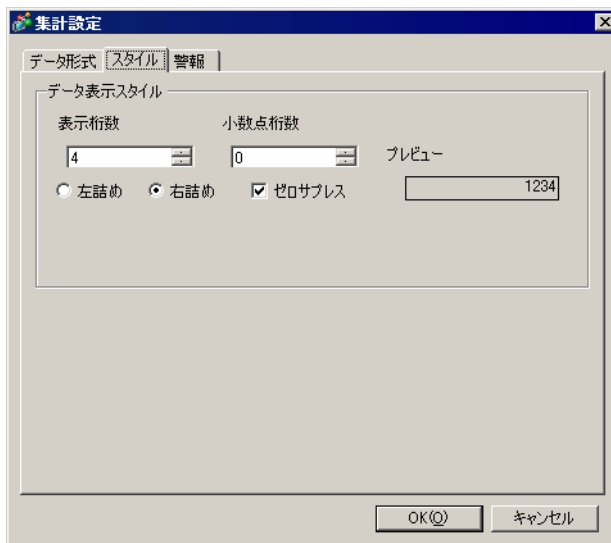 集計設定
データ形式 スタイル 警報
データ表示スタイル
表示桁数 小数点桁数
プレビュー
4 0
左詰め 右詰め ゼロサプレス 1234
OK(O) キャンセル